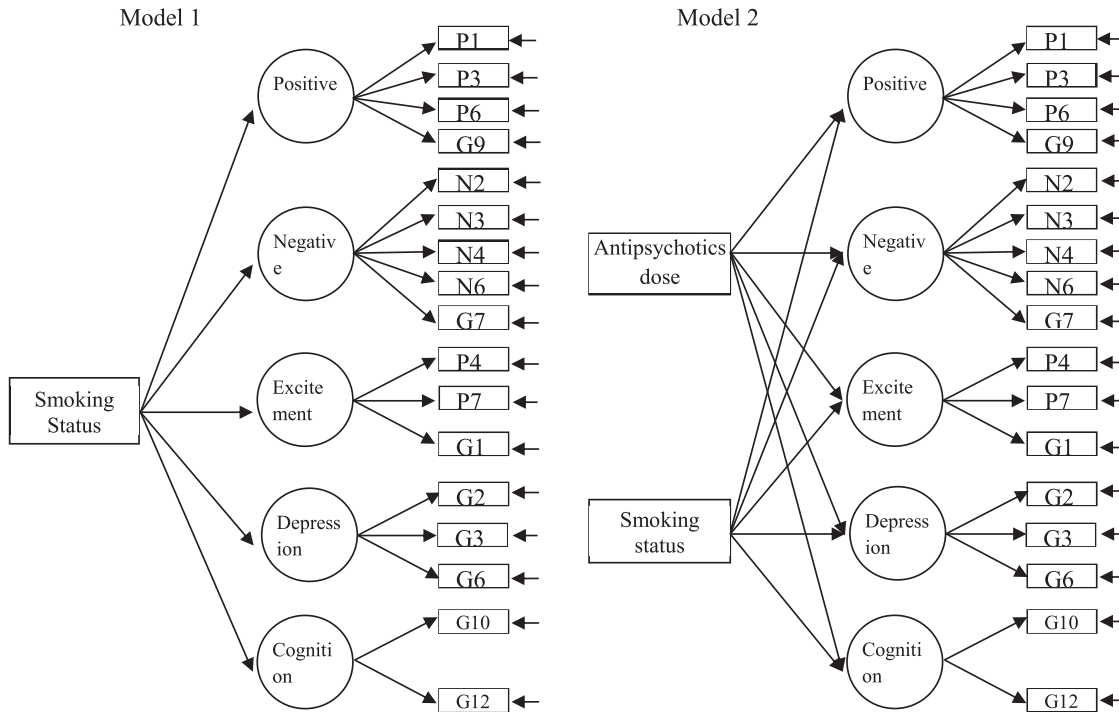 Model 1
Smoking
Status
Positive
Negativ
e
Excite
ment
Depress
ion
Cogniti
on
P1
P3
P6
G9
N2
N3
N4
N6
G7
P4
P7
G1
G2
G3
G6
G10
G12
Model 2
Antipsychotics
dose
Smoking
status
Positive
Negativ
e
Excite
ment
Depress
ion
Cogniti
on
P1
P3
P6
G9
N2
N3
N4
N6
G7
P4
P7
G1
G2
G3
G6
G10
G12